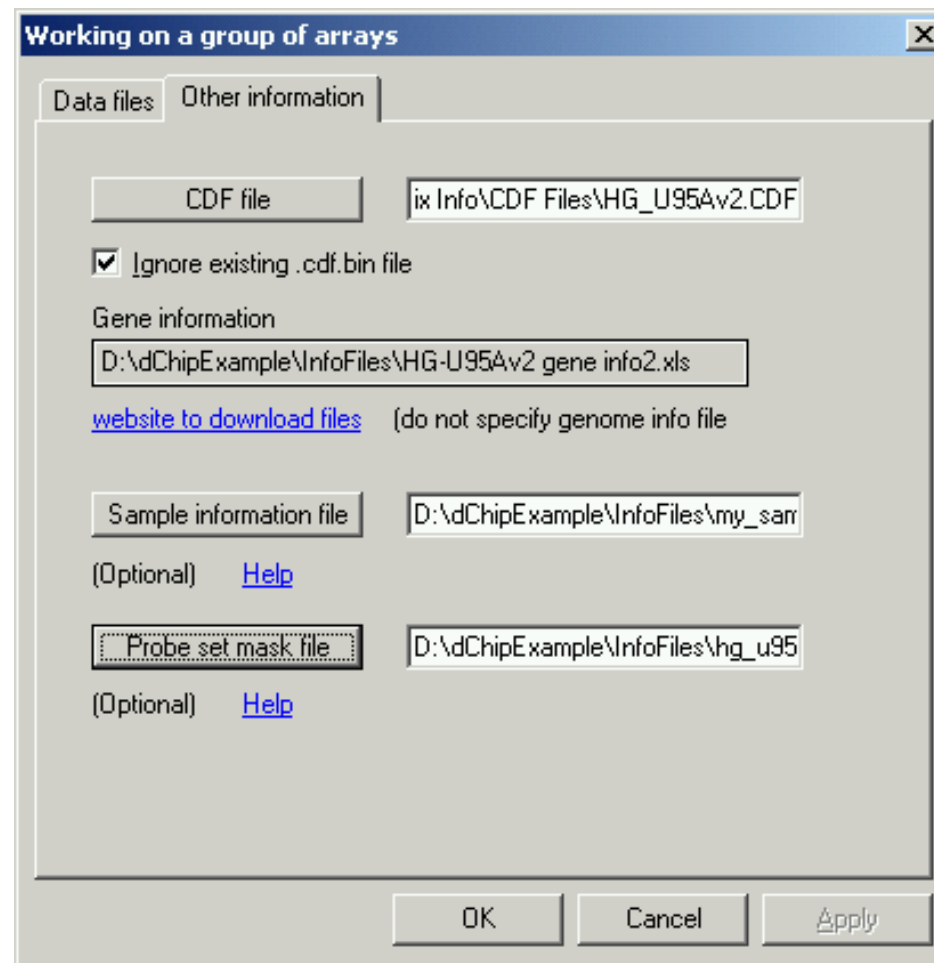 Working on a group of arrays
Data files Other information
CDF file ix Info\CDF Files\HG_U95Av2.CDF
Ignore existing .cdf.bin file
Gene information
D:\dChipExample\InfoFiles\HG-U95Av2 gene info2.xls
website to download files (do not specify genome info file
Sample information file D:\dChipExample\InfoFiles\my_sam
(Optional) Help
Probe set mask file D:\dChipExample\InfoFiles\hg_u95
(Optional) Help
OK Cancel Apply